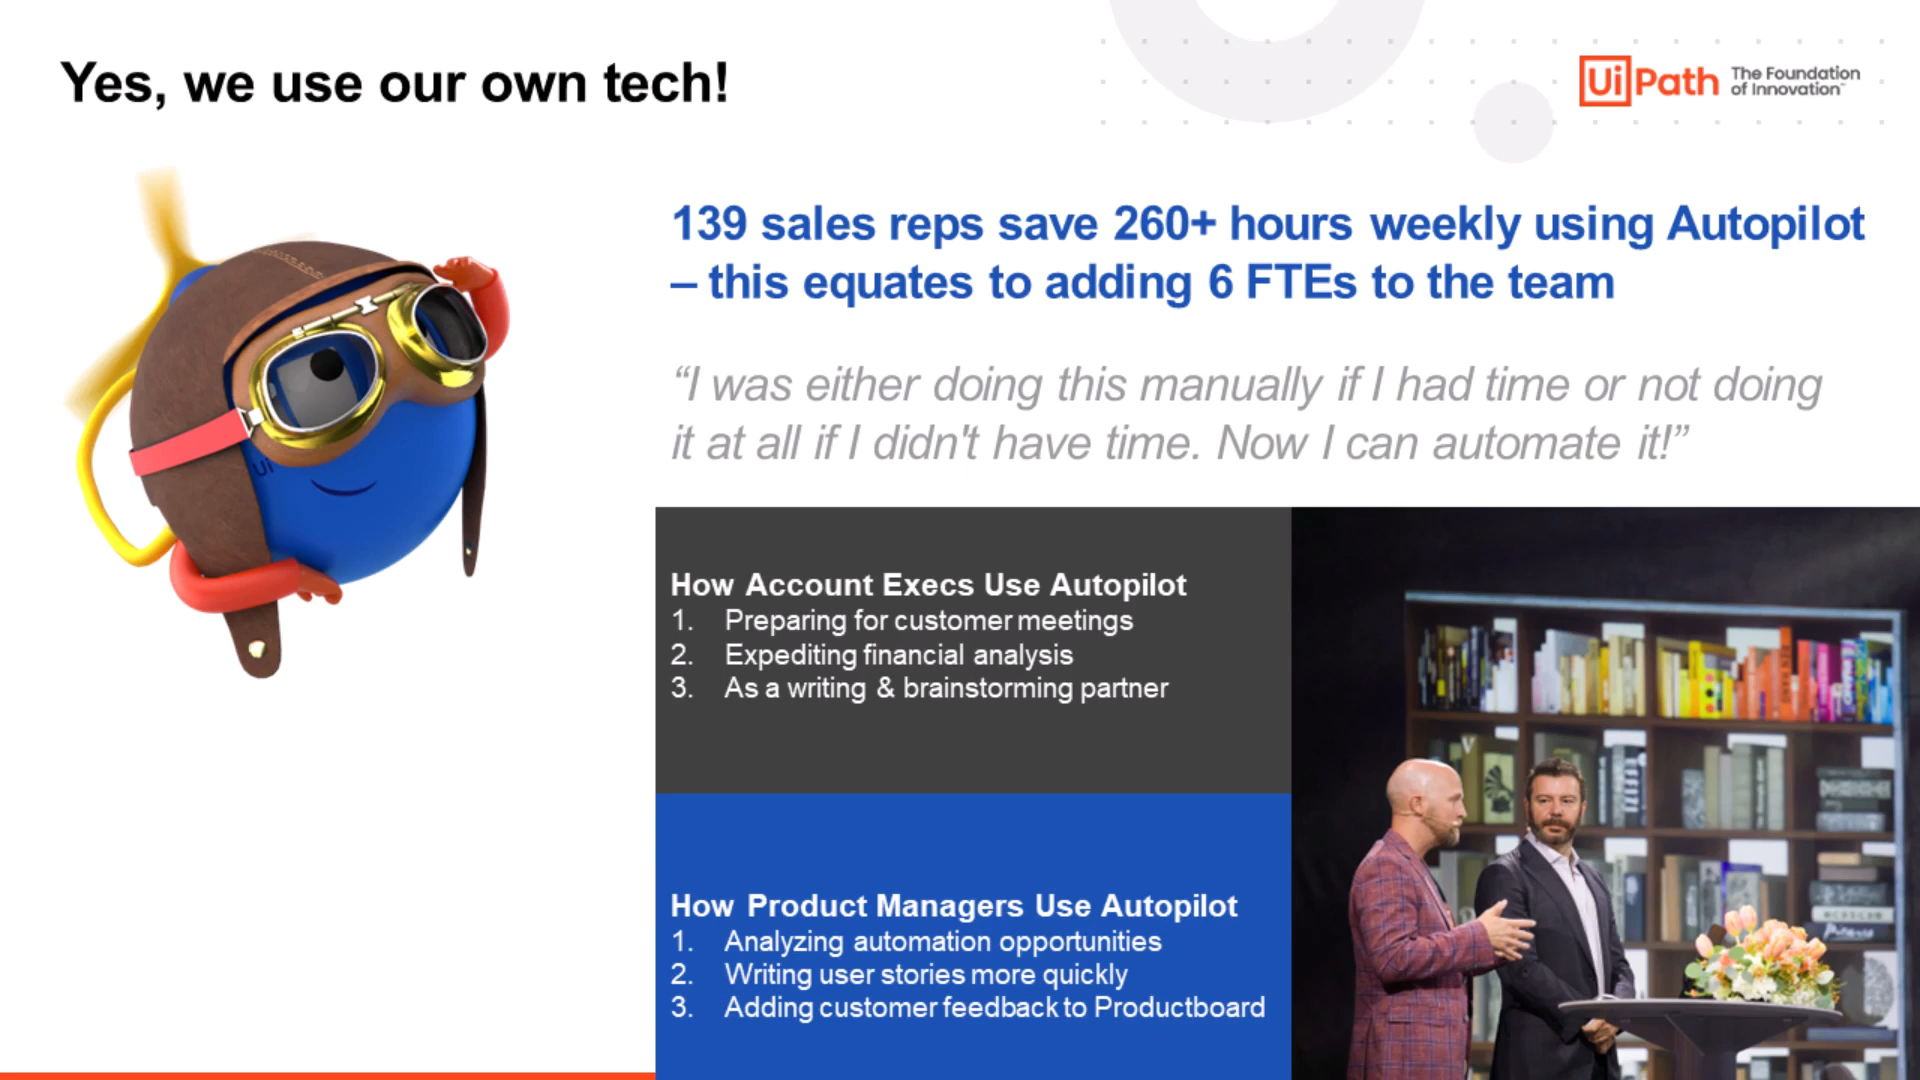 Yes, we use our own tech!
UiPath
The Foundation
of Innovation
139 sales reps save 260+ hours weekly using Autopilot
– this equates to adding 6 FTEs to the team
“I was either doing this manually if I had time or not doing
it at all if I didn't have time. Now I can automate it!”
Ui
How Account Execs Use Autopilot
1. Preparing for customer meetings
2. Expediting financial analysis
3. As a writing & brainstorming partner
How Product Managers Use Autopilot
1. Analyzing automation opportunities
2. Writing user stories more quickly
3. Adding customer feedback to Productboard